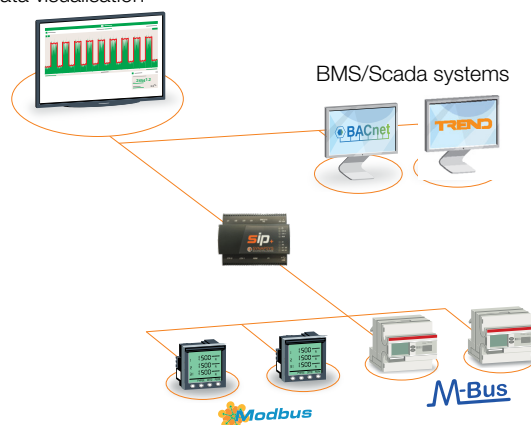 ata visualisation
BMS/Scada systems
BACnet
TREND
sip+
1500
1500
1500
1500
1500
1500
Modbus
M-Bus